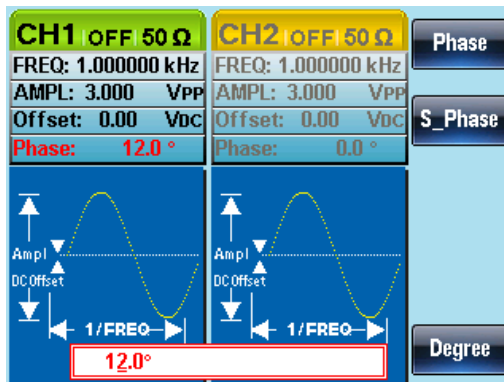 CH1 OFF 50 Ω
FREQ: 1.000000 kHz
AMPL: 3.000 VPP
Offset: 0.00 VDC
Phase: 12.0 °
CH2 OFF 50 Ω
FREQ: 1.000000 kHz
AMPL: 3.000 VPP
Offset: 0.00 VDC
Phase: 0.0 °
Phase
S_Phase
Ampl
DC Offset
1/FREQ
Ampl
DC Offset
1/FREQ
12.0°
Degree